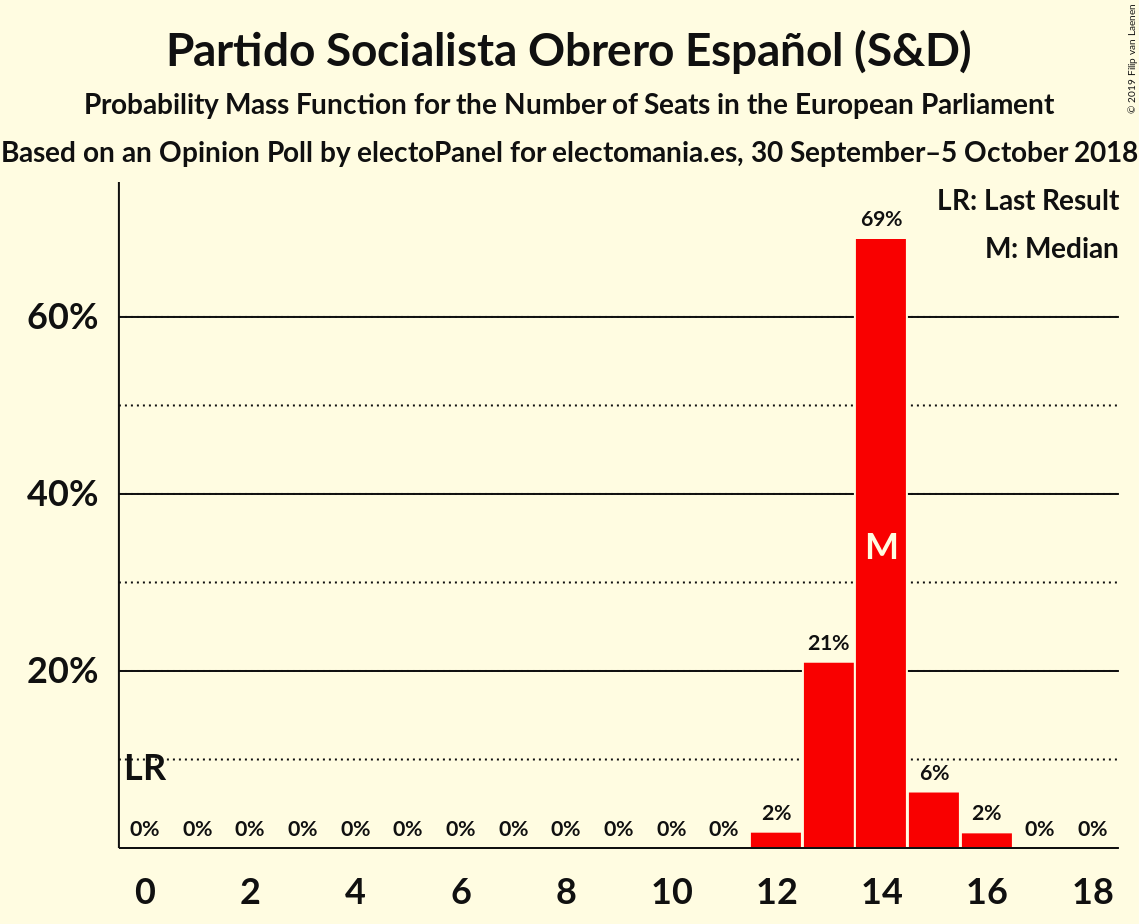 Partido Socialista Obrero Español (S&D)
Probability Mass Function for the Number of Seats in the European Parliament
Based on an Opinion Poll by electoPanel for electomania.es, 30 September–5 October 2018
© 2019 Filip van Laenen
LR: Last Result
M: Median
69%
60%
40%
M
21%
20%
LR
6%
2%
2%
0% 0% 0% 0% 0% 0% 0% 0% 0% 0% 0% 0% 0% 0%
0 2 4 6 8 10 12 14 16 18